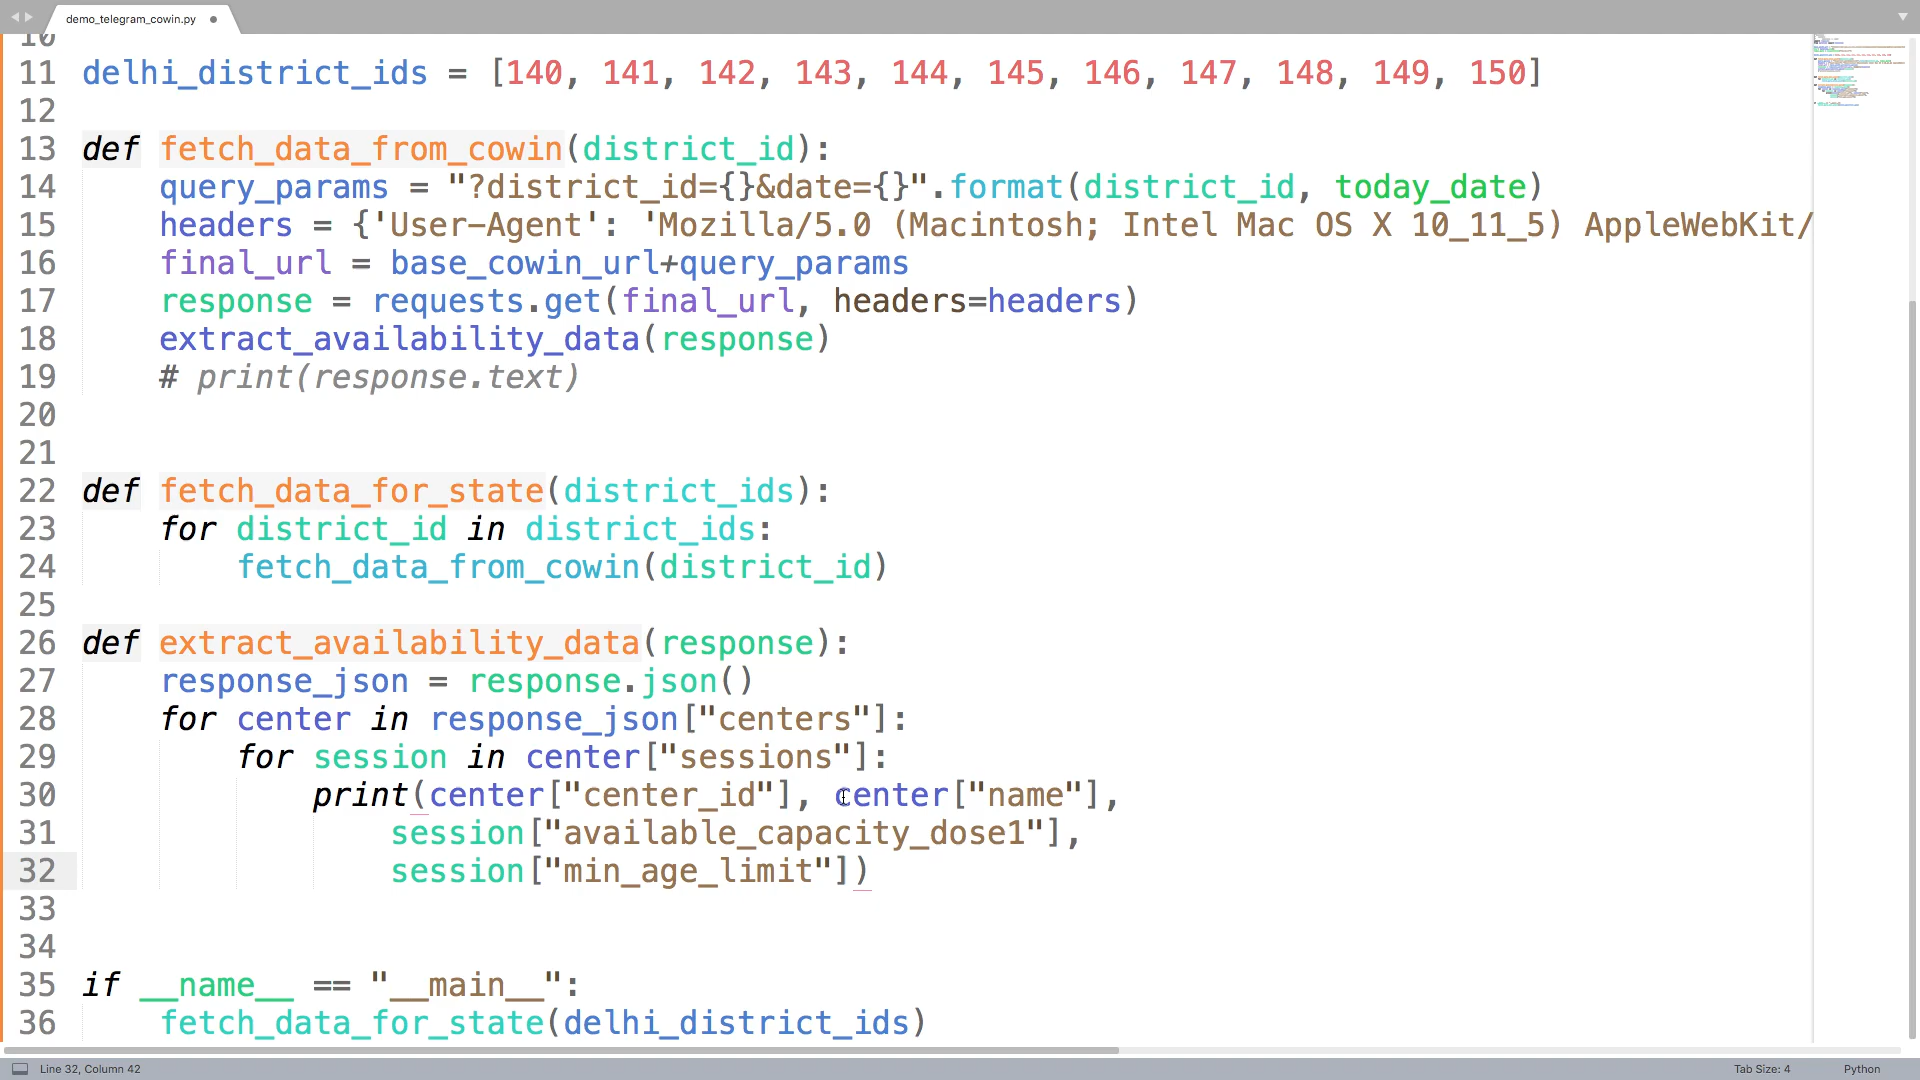 demo_telegram_cowin.py
10
11 delhi_district_ids = [140, 141, 142, 143, 144, 145, 146, 147, 148, 149, 150]
12
13 def fetch_data_from_cowin(district_id):
14     query_params = "?district_id={}&date={}".format(district_id, today_date)
15     headers = {'User-Agent': 'Mozilla/5.0 (Macintosh; Intel Mac OS X 10_11_5) AppleWebKit/
16     final_url = base_cowin_url+query_params
17     response = requests.get(final_url, headers=headers)
18     extract_availability_data(response)
19     # print(response.text)
20
21
22 def fetch_data_for_state(district_ids):
23     for district_id in district_ids:
24         fetch_data_from_cowin(district_id)
25
26 def extract_availability_data(response):
27     response_json = response.json()
28     for center in response_json["centers"]:
29         for session in center["sessions"]:
30             print(center["center_id"], center["name"],
31                 session["available_capacity_dose1"],
32                 session["min_age_limit"])
33
34
35 if __name__ == "__main__":
36     fetch_data_for_state(delhi_district_ids)
Line 32, Column 42
Tab Size: 4
Python